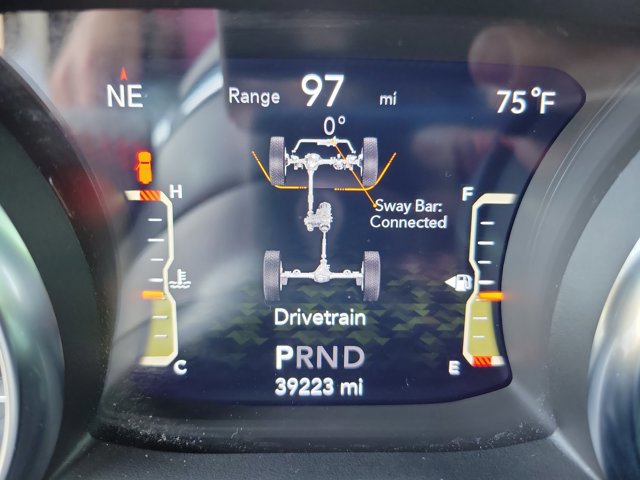 NE
Range 97 mi
75°F
0°
H
F
Sway Bar:
Connected
C
E
Drivetrain
PRND
39223 mi